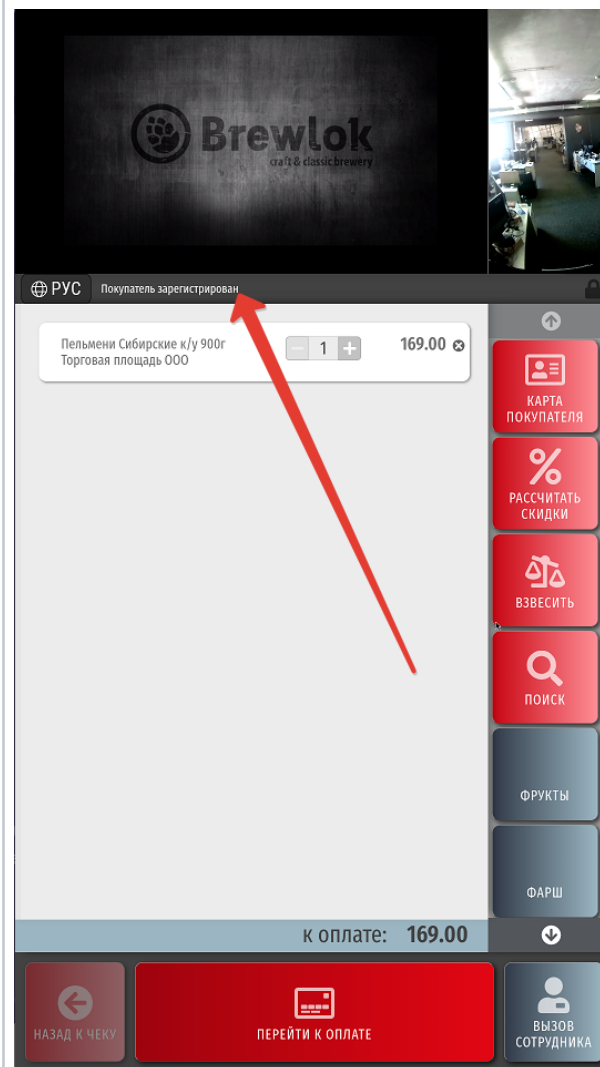 Brewlok
craft & classic brewery
РУС
Покупатель зарегистрирован
Пельмени Сибирские к/у 900г
Торговая площадь ООО
1
169.00
КАРТА
ПОКУПАТЕЛЯ
РАССЧИТАТЬ
СКИДКИ
ВЗВЕСИТЬ
ПОИСК
ФРУКТЫ
ФАРШ
к оплате: 169.00
НАЗАД К ЧЕКУ
ПЕРЕЙТИ К ОПЛАТЕ
ВЫЗОВ
СОТРУДНИКА